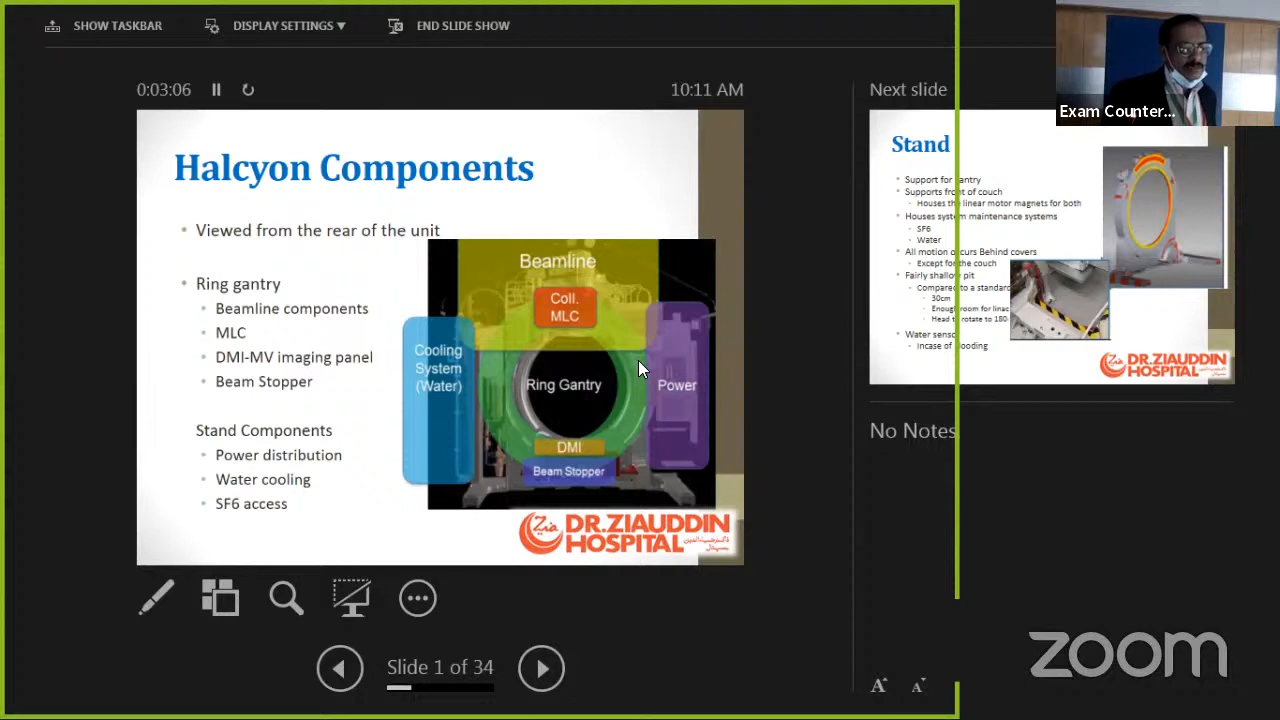 SHOW TASKBAR
DISPLAY SETTINGS
END SLIDE SHOW
Exam Counter...
0:03:06
10:11 AM
Halcyon Components
Viewed from the rear of the unit
Ring gantry
Beamline components
MLC
DMI-MV imaging panel
Beam Stopper
Stand Components
Power distribution
Water cooling
SF6 access
Beamline
Coll.
MLC
Cooling
System
(Water)
Ring Gantry
Power
DMI
Beam Stopper
Zia
DR.ZIAUDDIN
HOSPITAL
Next slide
Stand
Support for gantry
Supports front of couch
Houses the linear motor magnets for both
Houses system maintenance systems
SF6
Water
All motion occurs Behind covers
Except for the couch
Fairly shallow pit
Compared to a standard
30cm
Enough room for linac
Head to rotate to 180
Water sensor
Incase of flooding
DR.ZIAUDDIN
HOSPITAL
No Notes
Slide 1 of 34
A A
zoom